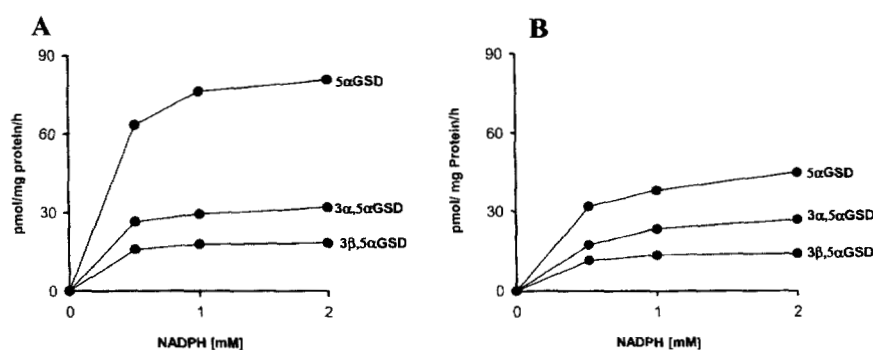 A
90
60
30
0
pmol/mg protein/h
5αGSD
3α,5αGSD
3β,5αGSD
0
1
2
NADPH [mM]
B
90
60
30
0
pmol/ mg Protein/h
5αGSD
3α,5αGSD
3β,5αGSD
0
1
2
NADPH [mM]